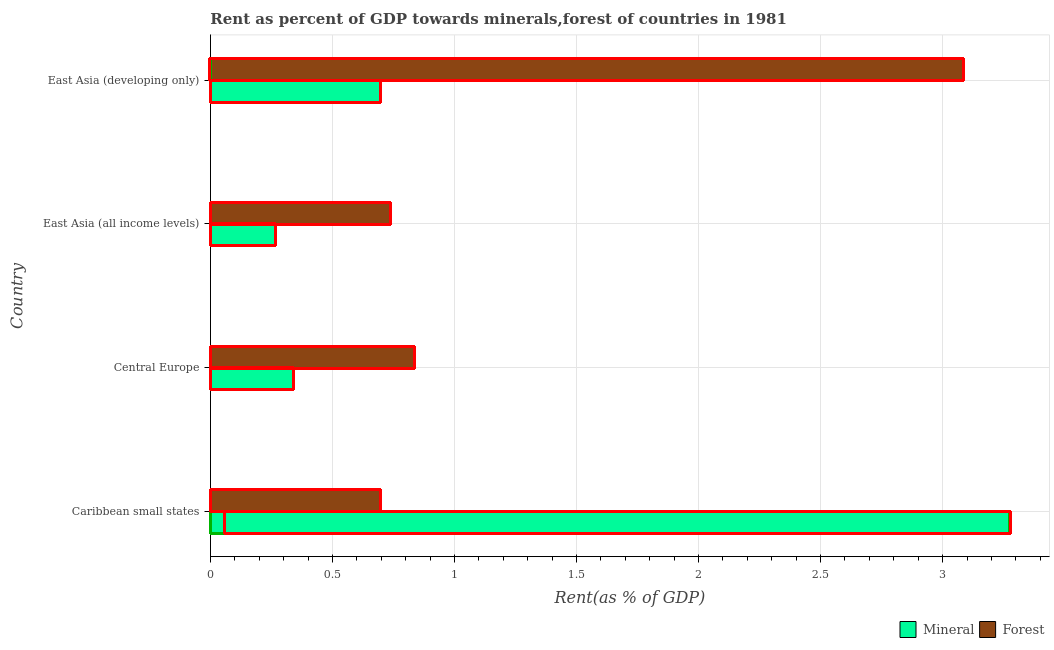 Rent as percent of GDP towards minerals,forest of countries in 1981
East Asia (developing only)
East Asia (all income levels)
Central Europe
Caribbean small states
Country
0
0.5
1
1.5
2
2.5
3
Rent(as % of GDP)
Mineral
Forest